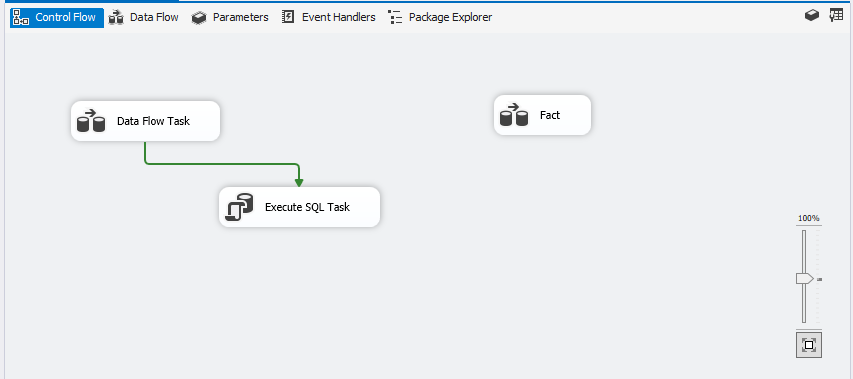 Control Flow Data Flow Parameters Event Handlers Package Explorer
Data Flow Task
Fact
Execute SQL Task
100%